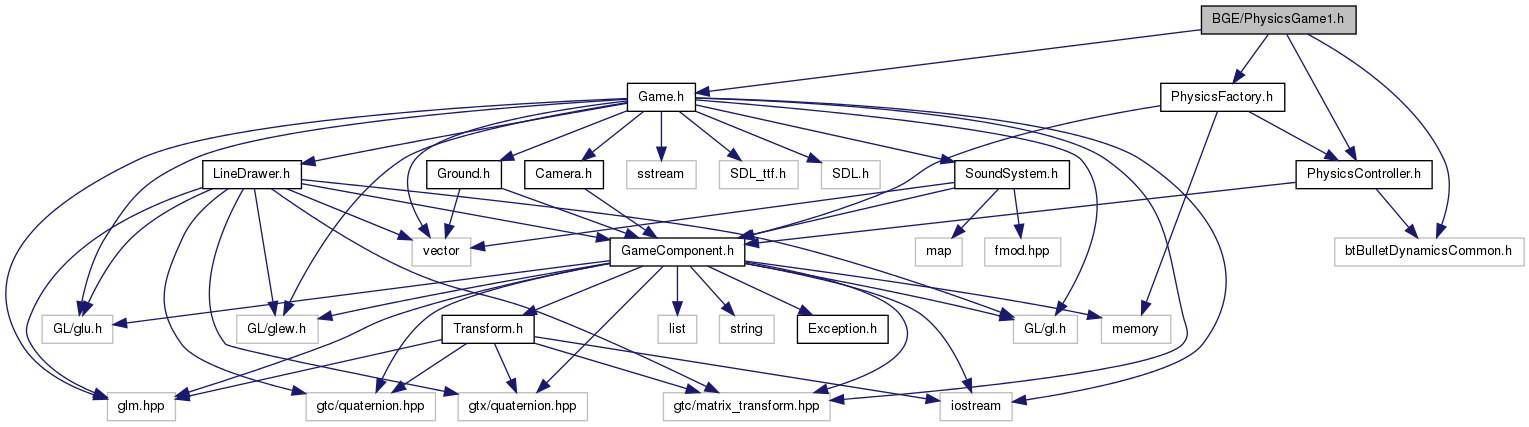 BGE/PhysicsGame1.h
Game.h
PhysicsFactory.h
LineDrawer.h
Ground.h
Camera.h
sstream
SDL_ttf.h
SDL.h
SoundSystem.h
PhysicsController.h
vector
GameComponent.h
map
fmod.hpp
btBulletDynamicsCommon.h
GL/glu.h
GL/glew.h
Transform.h
list
string
Exception.h
GL/gl.h
memory
glm.hpp
gtc/quaternion.hpp
gtx/quaternion.hpp
gtc/matrix_transform.hpp
iostream